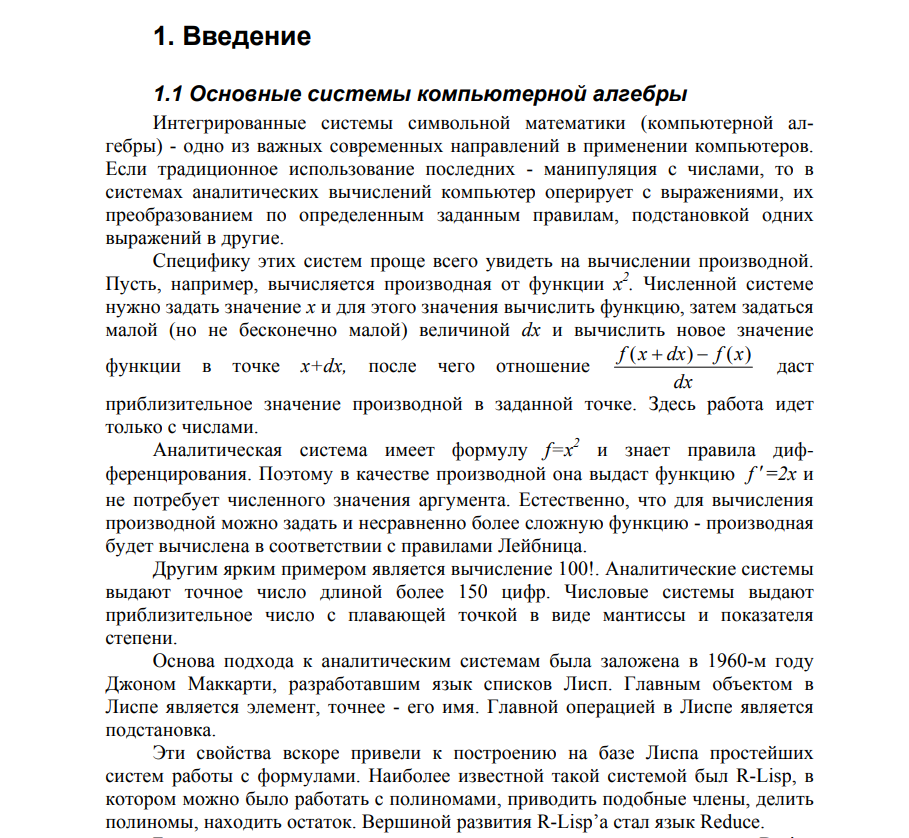 1. Введение
1.1 Основные системы компьютерной алгебры
Интегрированные системы символьной математики (компьютерной ал-
гебры) - одно из важных современных направлений в применении компьютеров.
Если традиционное использование последних - манипуляция с числами, то в
системах аналитических вычислений компьютер оперирует с выражениями, их
преобразованием по определенным заданным правилам, подстановкой одних
выражений в другие.
Специфику этих систем проще всего увидеть на вычислении производной.
Пусть, например, вычисляется производная от функции x². Численной системе
нужно задать значение x и для этого значения вычислить функцию, затем задаться
малой (но не бесконечно малой) величиной dx и вычислить новое значение
функции в точке x+dx, после чего отношение (f(x+dx)−f(x))/dx даст
приблизительное значение производной в заданной точке. Здесь работа идет
только с числами.
Аналитическая система имеет формулу f=x² и знает правила диф-
ференцирования. Поэтому в качестве производной она выдаст функцию f′=2x и
не потребует численного значения аргумента. Естественно, что для вычисления
производной можно задать и несравненно более сложную функцию - производная
будет вычислена в соответствии с правилами Лейбница.
Другим ярким примером является вычисление 100!. Аналитические системы
выдают точное число длиной более 150 цифр. Числовые системы выдают
приблизительное число с плавающей точкой в виде мантиссы и показателя
степени.
Основа подхода к аналитическим системам была заложена в 1960-м году
Джоном Маккарти, разработавшим язык списков Лисп. Главным объектом в
Лиспе является элемент, точнее - его имя. Главной операцией в Лиспе является
подстановка.
Эти свойства вскоре привели к построению на базе Лиспа простейших
систем работы с формулами. Наиболее известной такой системой был R-Lisp, в
котором можно было работать с полиномами, приводить подобные члены, делить
полиномы, находить остаток. Вершиной развития R-Lisp’а стал язык Reduce.